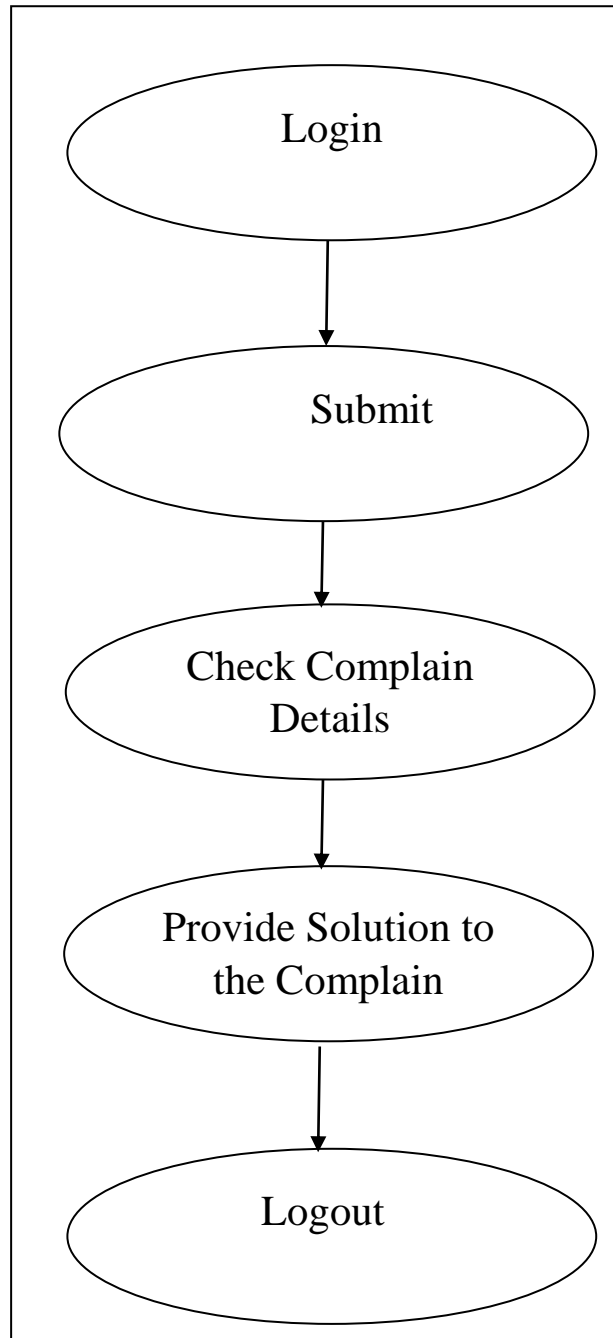 Login
Submit
Check Complain
Details
Provide Solution to
the Complain
Logout